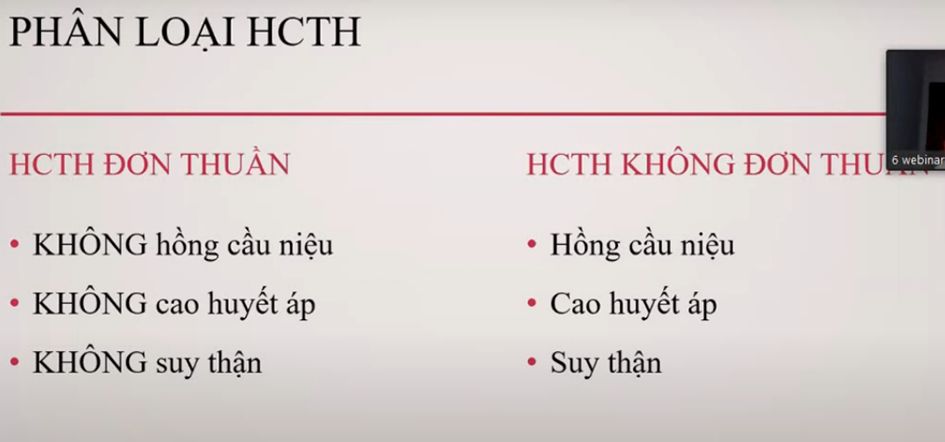 PHÂN LOẠI HCTH
HCTH ĐƠN THUẦN
KHÔNG hồng cầu niệu
KHÔNG cao huyết áp
KHÔNG suy thận
HCTH KHÔNG ĐƠN
Hồng cầu niệu
Cao huyết áp
Suy thận
6 webinar